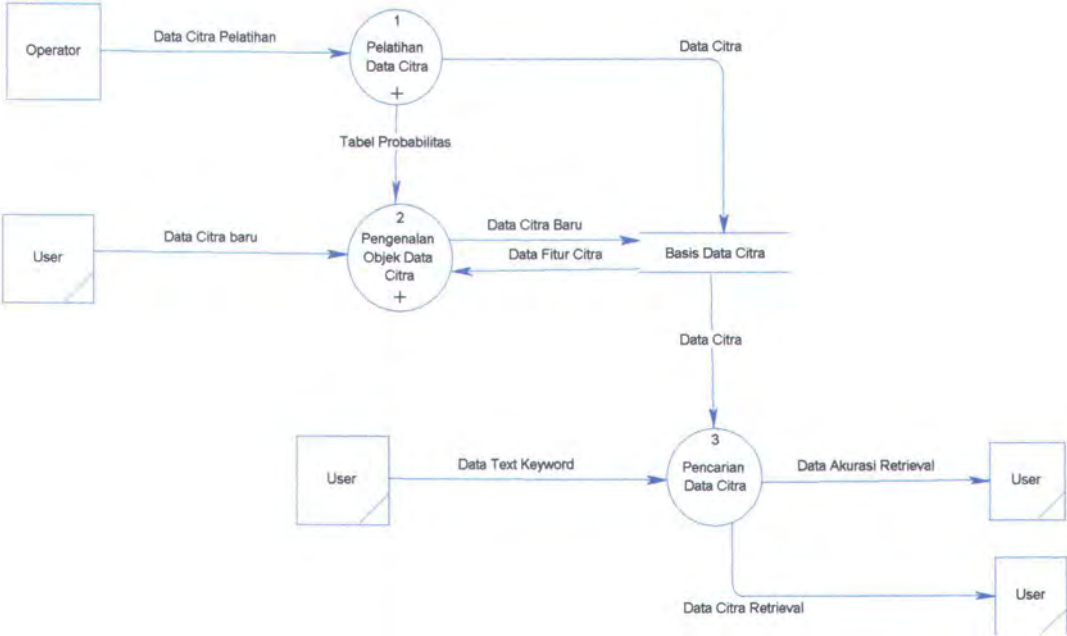 1
Operator
Data Citra Pelatihan
Pelatihan
Data Citra
+
Data Citra
Tabel Probabilitas
2
User
Data Citra baru
Pengenalan
Objek Data
Citra
+
Data Citra Baru
Data Fitur Citra
Basis Data Citra
Data Citra
3
User
Data Text Keyword
Pencarian
Data Citra
Data Akurasi Retrieval
User
Data Citra Retrieval
User